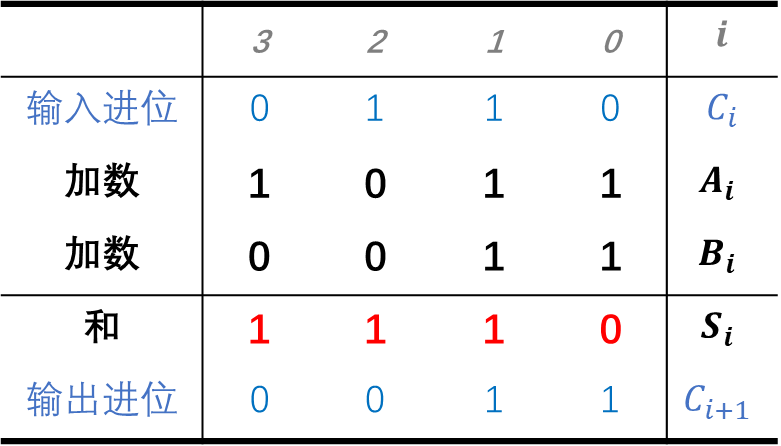 3 2 1 0 i
输入进位 0 1 1 0 C_i
加数 1 0 1 1 A_i
加数 0 0 1 1 B_i
和 1 1 1 0 S_i
输出进位 0 0 1 1 C_{i+1}